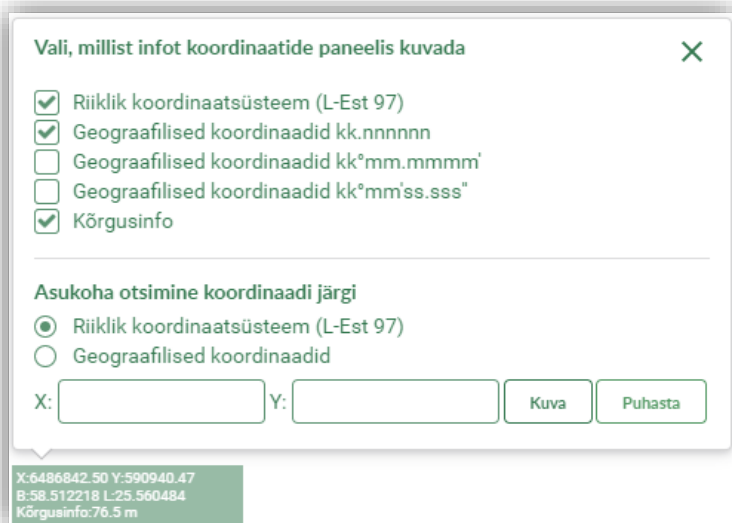 Vali, millist infot koordinaatide paneelis kuvada
Riiklik koordinaatsüsteem (L-Est 97)
Geograafilised koordinaadid kk.nnnnnn
Geograafilised koordinaadid kk°mm.mmmm'
Geograafilised koordinaadid kk°mm'ss.sss"
Kõrgusinfo
Asukoha otsimine koordinaadi järgi
Riiklik koordinaatsüsteem (L-Est 97)
Geograafilised koordinaadid
X: Y: Kuva Puhasta
X:6486842.50 Y:590940.47
B:58.512218 L:25.560484
Kõrgusinfo:76.5 m